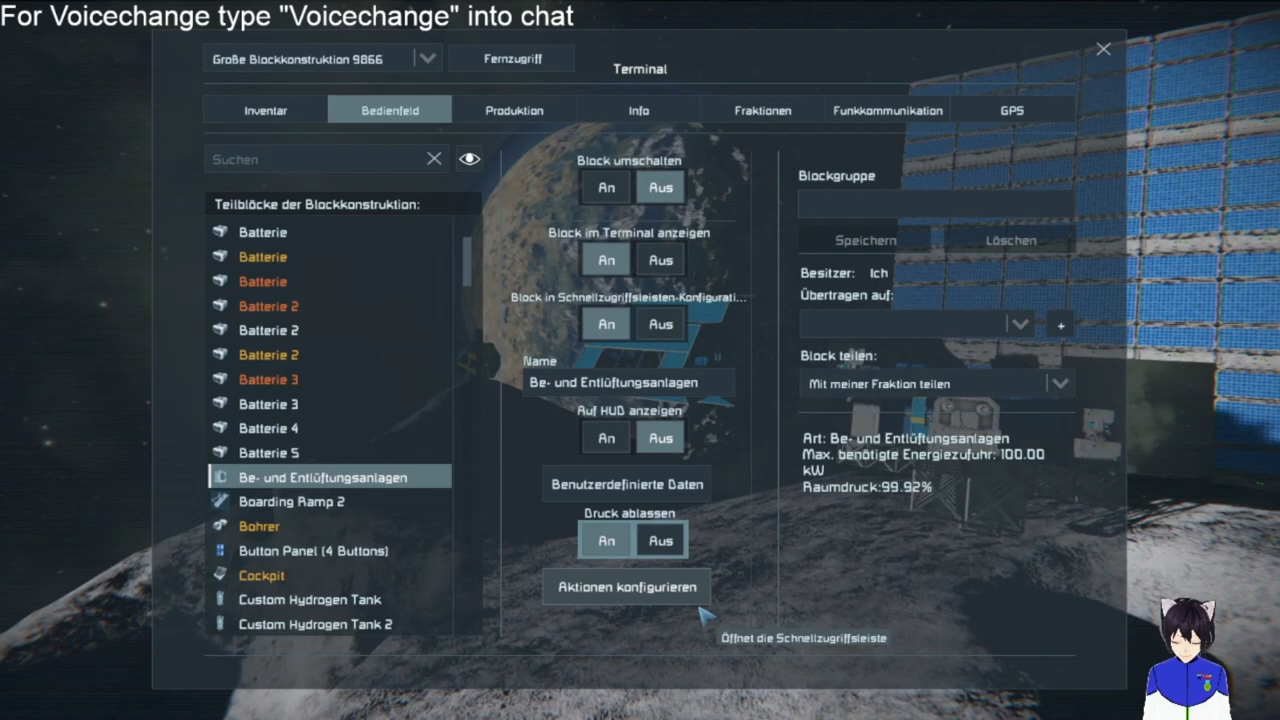 For Voicechange type "Voicechange" into chat
Große Blockkonstruktion 9866
Fernzugriff
Terminal
Inventar
Bedienfeld
Produktion
Info
Fraktionen
Funkkommunikation
GPS
Suchen
Teilblöcke der Blockkonstruktion:
Batterie
Batterie
Batterie
Batterie 2
Batterie 2
Batterie 2
Batterie 3
Batterie 3
Batterie 4
Batterie 5
Be- und Entlüftungsanlagen
Boarding Ramp 2
Bohrer
Button Panel (4 Buttons)
Cockpit
Custom Hydrogen Tank
Custom Hydrogen Tank 2
Block umschalten
An Aus
Block im Terminal anzeigen
An Aus
Block in Schnellzugriffsleisten-Konfigurati...
An Aus
Name
Be- und Entlüftungsanlagen
Auf HUD anzeigen
An Aus
Benutzerdefinierte Daten
Druck ablassen
An Aus
Aktionen konfigurieren
Öffnet die Schnellzugriffsleiste
Blockgruppe
Speichern Löschen
Besitzer: Ich
Übertragen auf:
+
Block teilen:
Mit meiner Fraktion teilen
Art: Be- und Entlüftungsanlagen
Max. benötigte Energiezufuhr: 100.00
kW
Raumdruck:99.92%